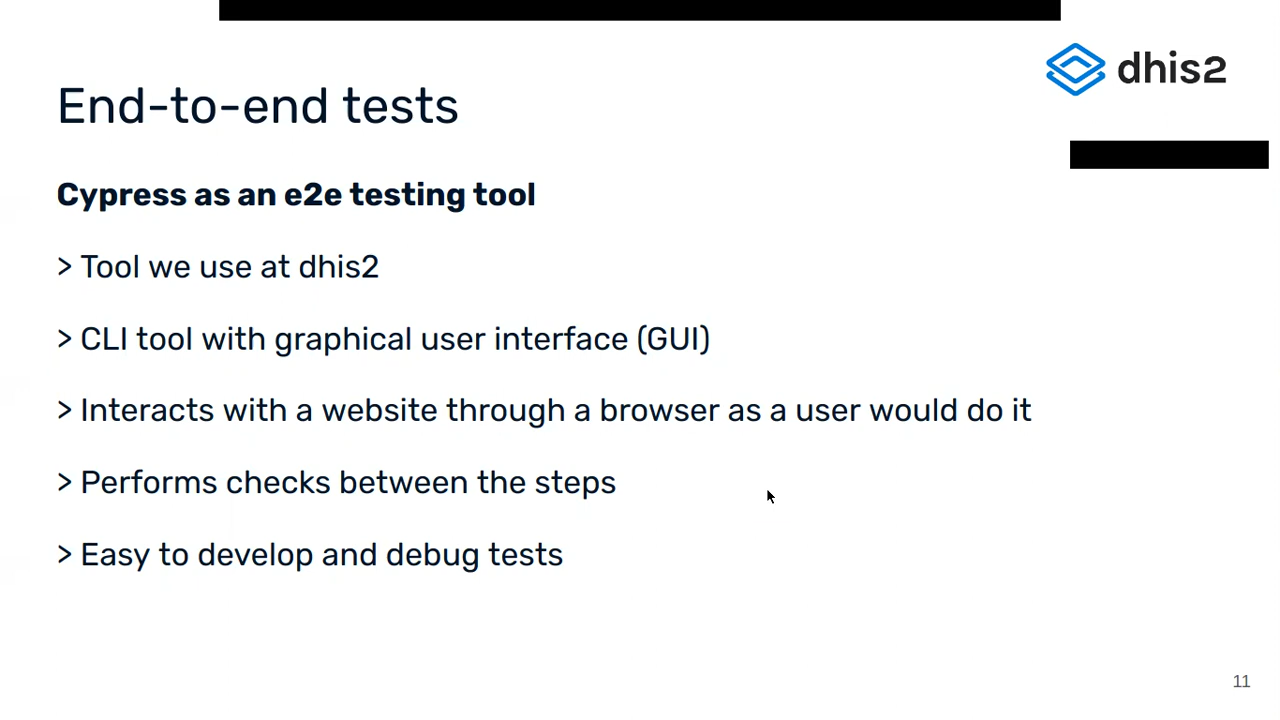 dhis2
End-to-end tests
Cypress as an e2e testing tool
> Tool we use at dhis2
> CLI tool with graphical user interface (GUI)
> Interacts with a website through a browser as a user would do it
> Performs checks between the steps
> Easy to develop and debug tests
11